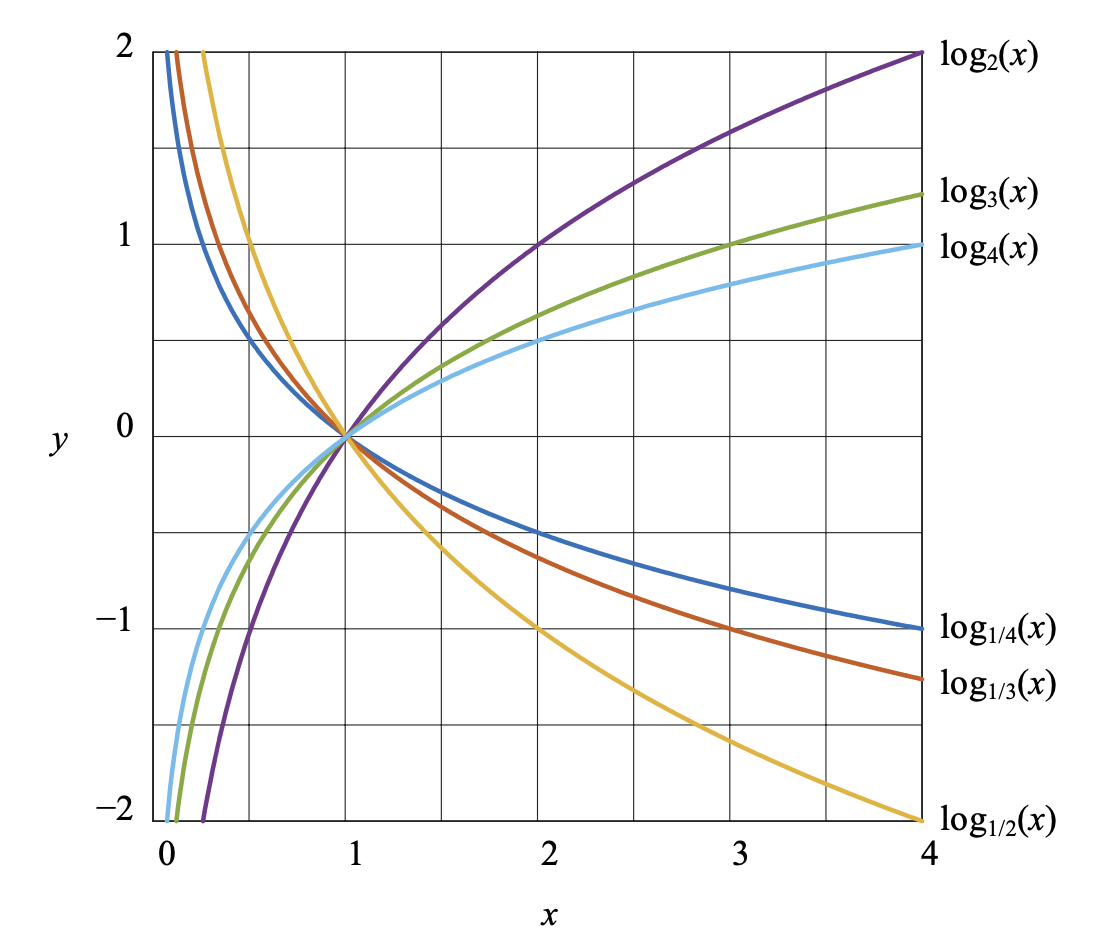 2
log₂(x)
log₃(x)
1
log₄(x)
0
y
−1
log₁/₄(x)
log₁/₃(x)
−2
log₁/₂(x)
0 1 2 3 4
x